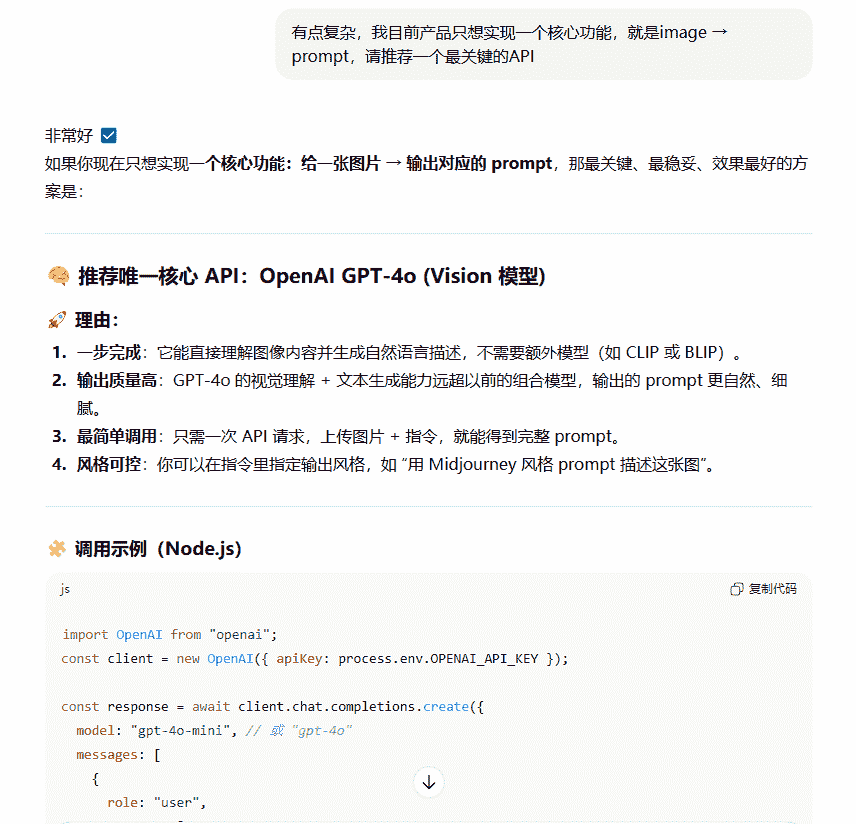 有点复杂，我目前产品只想实现一个核心功能，就是image →
prompt，请推荐一个最关键的API
非常好 ✅
如果你现在只想实现一个核心功能：给一张图片 → 输出对应的 prompt，那最关键、最稳妥、效果最好的方
案是：
🧠 推荐唯一核心 API：OpenAI GPT-4o (Vision 模型)
🚀 理由：
1. 一步完成：它能直接理解图像内容并生成自然语言描述，不需要额外模型（如 CLIP 或 BLIP）。
2. 输出质量高：GPT-4o 的视觉理解 + 文本生成能力远超以前的组合模型，输出的 prompt 更自然、细
腻。
3. 最简单调用：只需一次 API 请求，上传图片 + 指令，就能得到完整 prompt。
4. 风格可控：你可以在指令里指定输出风格，如 “用 Midjourney 风格 prompt 描述这张图”。
🧩 调用示例（Node.js）
js
复制代码
import OpenAI from "openai";
const client = new OpenAI({ apiKey: process.env.OPENAI_API_KEY });
const response = await client.chat.completions.create({
model: "gpt-4o-mini", // 或 "gpt-4o"
messages: [
{
role: "user",